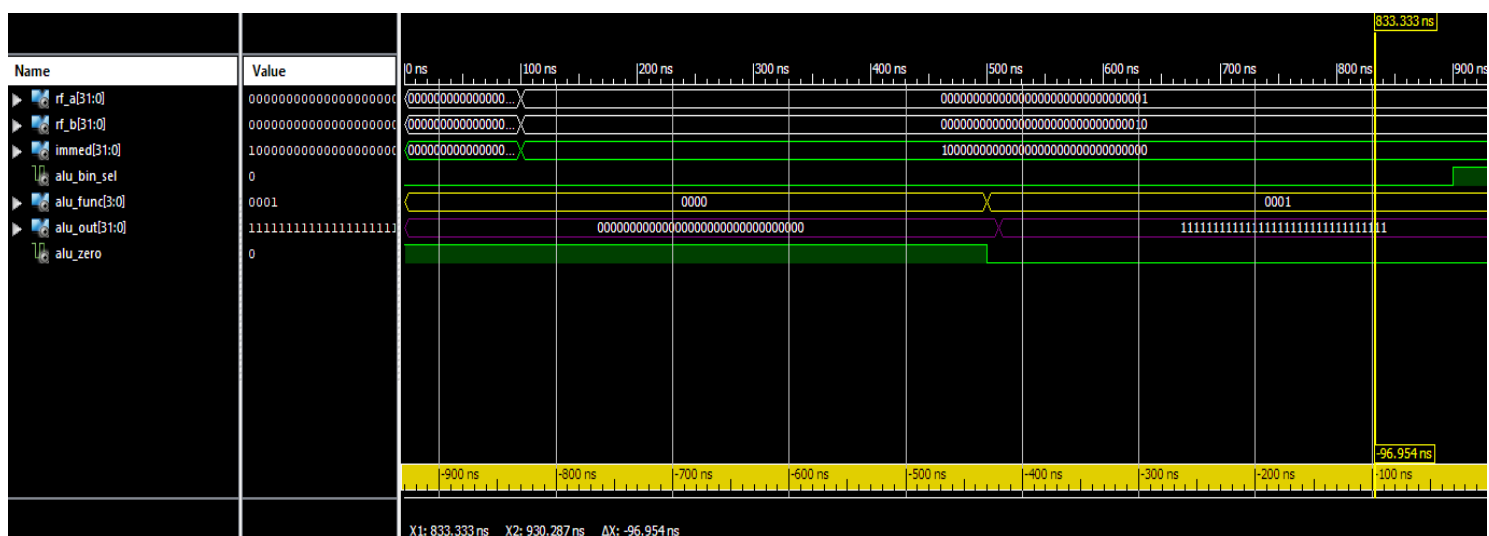 833.333 ns
Name Value 0 ns 100 ns 200 ns 300 ns 400 ns 500 ns 600 ns 700 ns 800 ns 900 ns
rf_a[31:0] 00000000000000000000 000000000000000... 00000000000000000000000000000001
rf_b[31:0] 00000000000000000000 000000000000000... 00000000000000000000000000000010
immed[31:0] 10000000000000000000 000000000000000... 10000000000000000000000000000000
alu_bin_sel 0
alu_func[3:0] 0001 0000 0001
alu_out[31:0] 11111111111111111111 00000000000000000000000000000000 11111111111111111111111111111111
alu_zero 0
-96.954 ns
-900 ns -800 ns -700 ns -600 ns -500 ns -400 ns -300 ns -200 ns -100 ns
X1: 833.333 ns X2: 930.287 ns ΔX: -96.954 ns